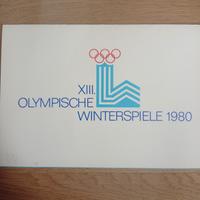 XIII.
OLYMPISCHE
WINTERSPIELE 1980